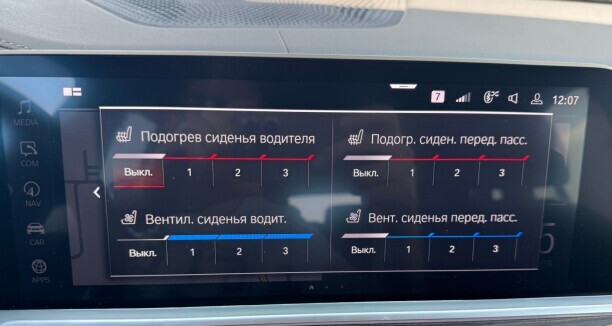 7
12:07
MEDIA
COM
NAV
CAR
APPS
Подогрев сиденья водителя
Выкл. 1 2 3
Подогр. сиден. перед. пасс.
Выкл. 1 2 3
Вентил. сиденья водит.
Выкл. 1 2 3
Вент. сиденья перед. пасс.
Выкл. 1 2 3